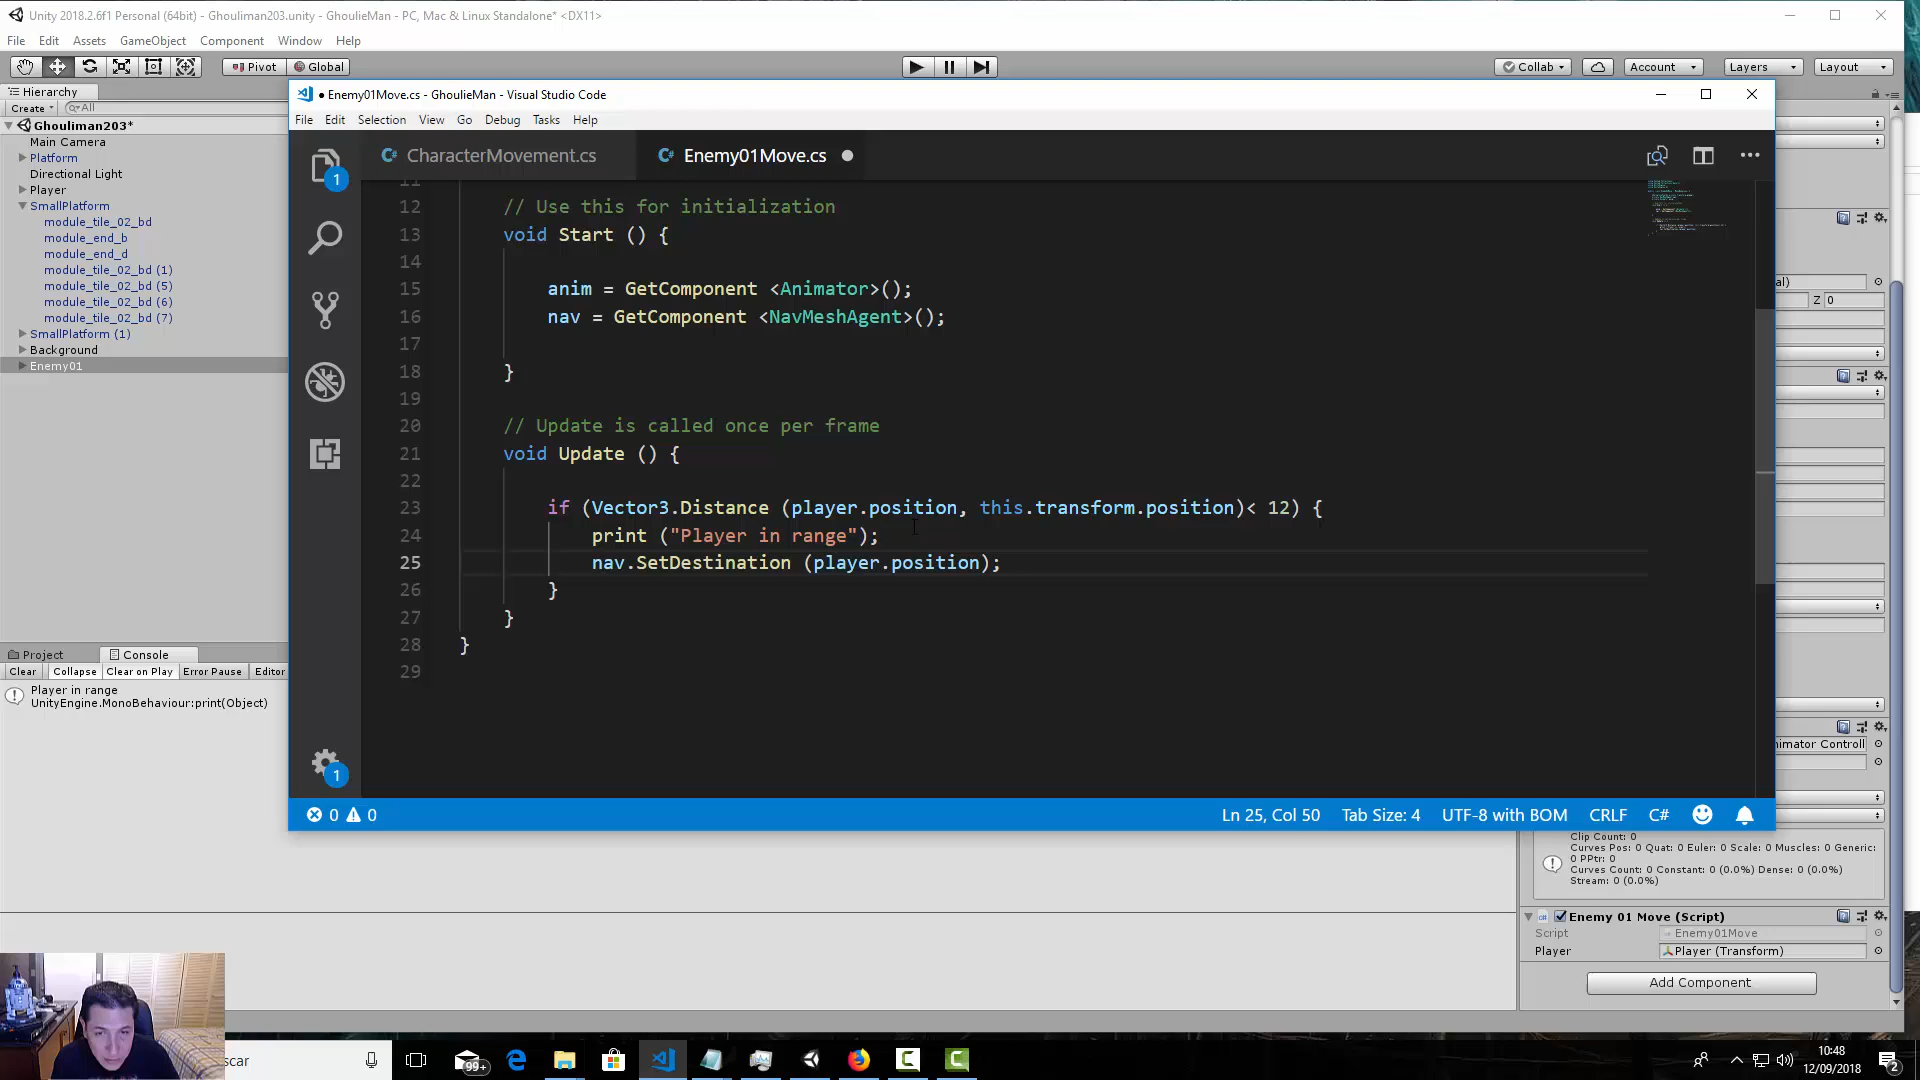 Unity 2018.2.6f1 Personal (64bit) - Ghouliman203.unity - GhoulieMan - PC, Mac & Linux Standalone* <DX11>
File Edit Assets GameObject Component Window Help
Pivot Global Collab Account Layers Layout
Hierarchy
Create All
Ghouliman203*
Main Camera
Platform
Directional Light
Player
SmallPlatform
module_tile_02_bd
module_end_b
module_end_d
module_tile_02_bd (1)
module_tile_02_bd (5)
module_tile_02_bd (6)
module_tile_02_bd (7)
SmallPlatform (1)
Background
Enemy01
Project Console
Clear Collapse Clear on Play Error Pause Editor
Player in range
UnityEngine.MonoBehaviour:print(Object)
● Enemy01Move.cs - GhoulieMan - Visual Studio Code
File Edit Selection View Go Debug Tasks Help
CharacterMovement.cs Enemy01Move.cs
1
11
12 // Use this for initialization
13 void Start () {
14
15 anim = GetComponent <Animator>();
16 nav = GetComponent <NavMeshAgent>();
17
18 }
19
20 // Update is called once per frame
21 void Update () {
22
23 if (Vector3.Distance (player.position, this.transform.position)< 12) {
24 print ("Player in range");
25 nav.SetDestination (player.position);
26 }
27 }
28 }
29
1
0 0 Ln 25, Col 50 Tab Size: 4 UTF-8 with BOM CRLF C#
al)
Z 0
nimator Controll
Clip Count: 0
Curves Pos: 0 Quat: 0 Euler: 0 Scale: 0 Muscles: 0 Generic:
0 PPtr: 0
Curves Count: 0 Constant: 0 (0.0%) Dense: 0 (0.0%)
Stream: 0 (0.0%)
Enemy 01 Move (Script)
Script Enemy01Move
Player Player (Transform)
Add Component
scar
99+
10:48
12/09/2018
2